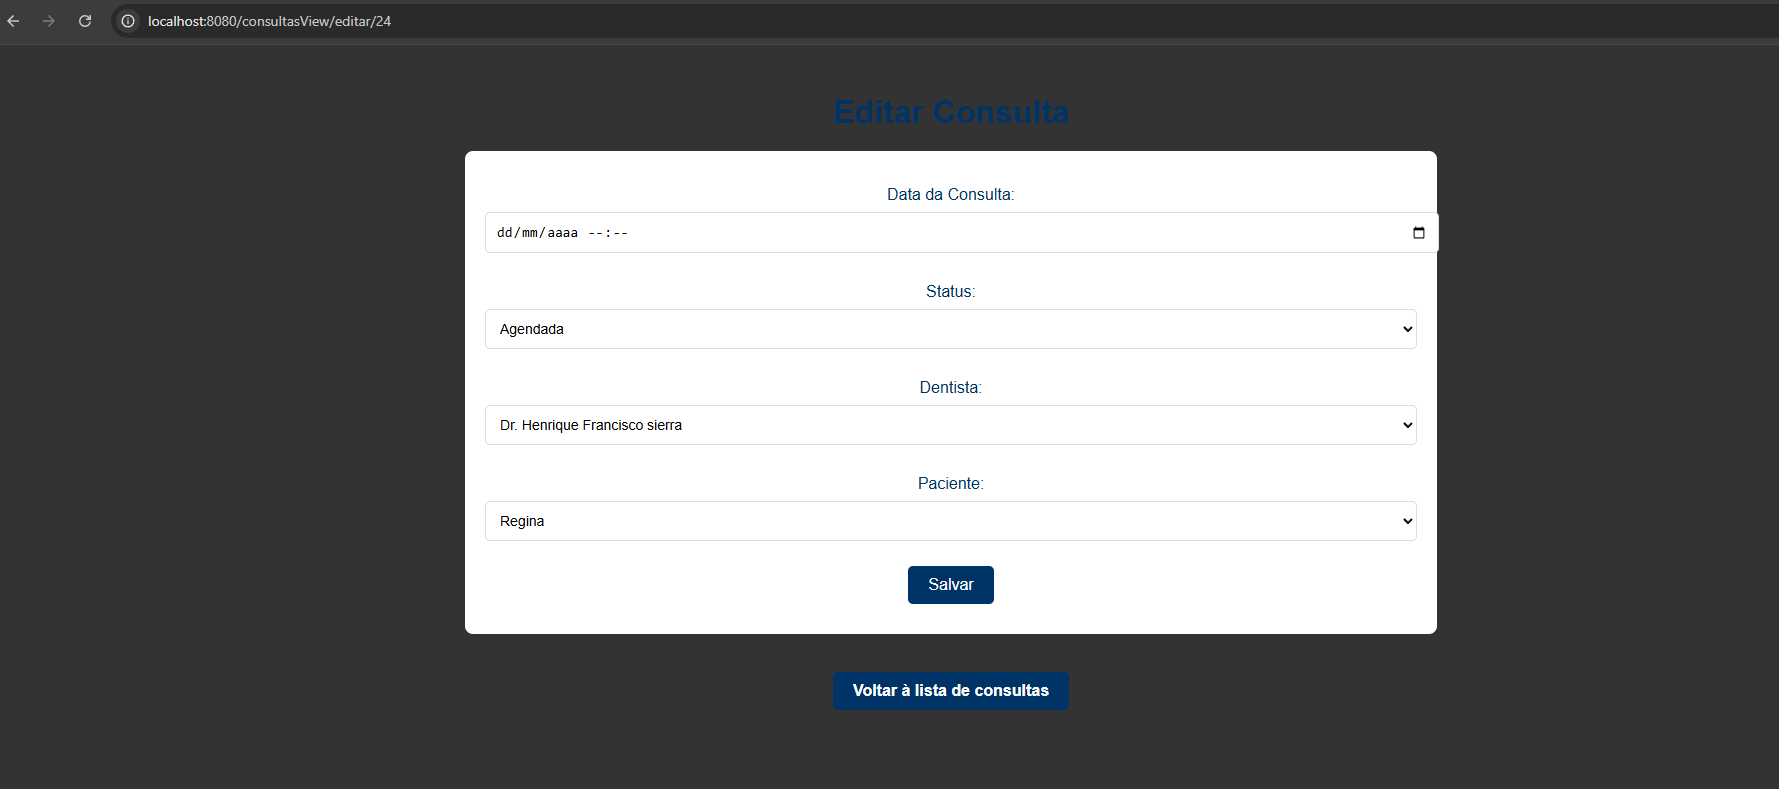 localhost:8080/consultasView/editar/24
Editar Consulta
Data da Consulta:
dd/mm/aaaa --:--
Status:
Agendada
Dentista:
Dr. Henrique Francisco sierra
Paciente:
Regina
Salvar
Voltar à lista de consultas